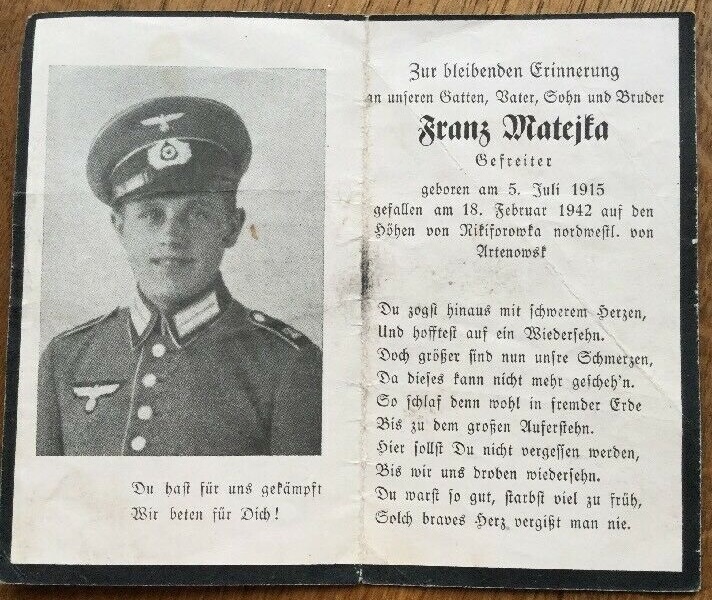 Du hast für uns gekämpft
Wir beten für Dich!
Zur bleibenden Erinnerung
an unseren Gatten, Vater, Sohn und Bruder
Franz Matejka
Gefreiter
geboren am 5. Juli 1915
gefallen am 18. Februar 1942 auf den
Höhen von Nikiforowka nordwestl. von
Artenowsk
Du zogst hinaus mit schwerem Herzen,
Und hofftest auf ein Wiedersehn.
Doch größer sind nun unsre Schmerzen,
Da dieses kann nicht mehr gescheh'n.
So schlaf denn wohl in fremder Erde
Bis zu dem großen Auferstehn.
Hier sollst Du nicht vergessen werden,
Bis wir uns droben wiedersehn.
Du warst so gut, starbst viel zu früh,
Solch braves Herz vergißt man nie.